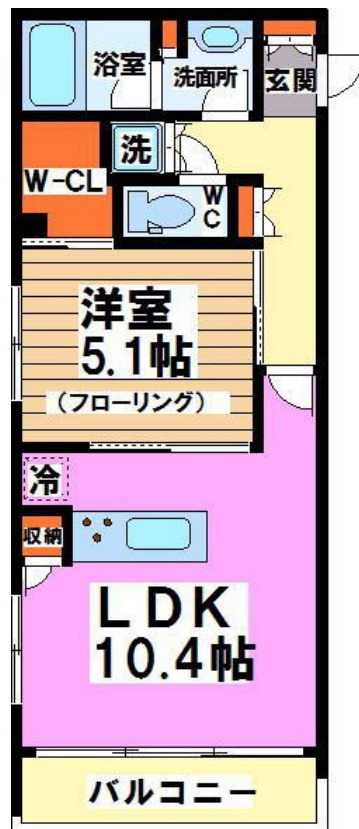 浴室
洗面所
玄関
洗
W-CL
WC
洋室
5.1帖
(フローリング)
冷
収納
LDK
10.4帖
バルコニー